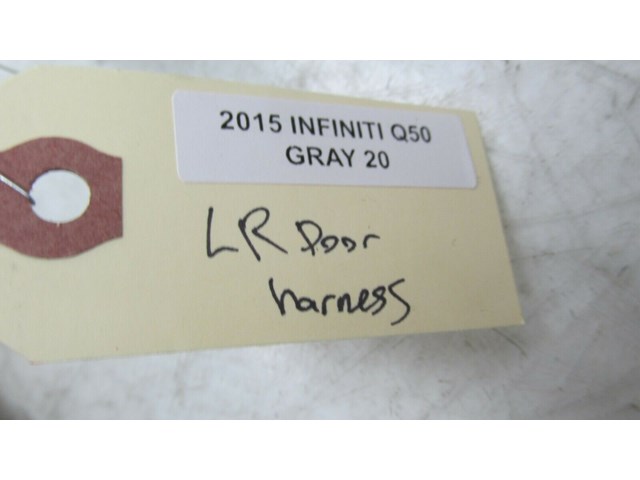 2015 INFINITI Q50
GRAY 20
LR Door
harness